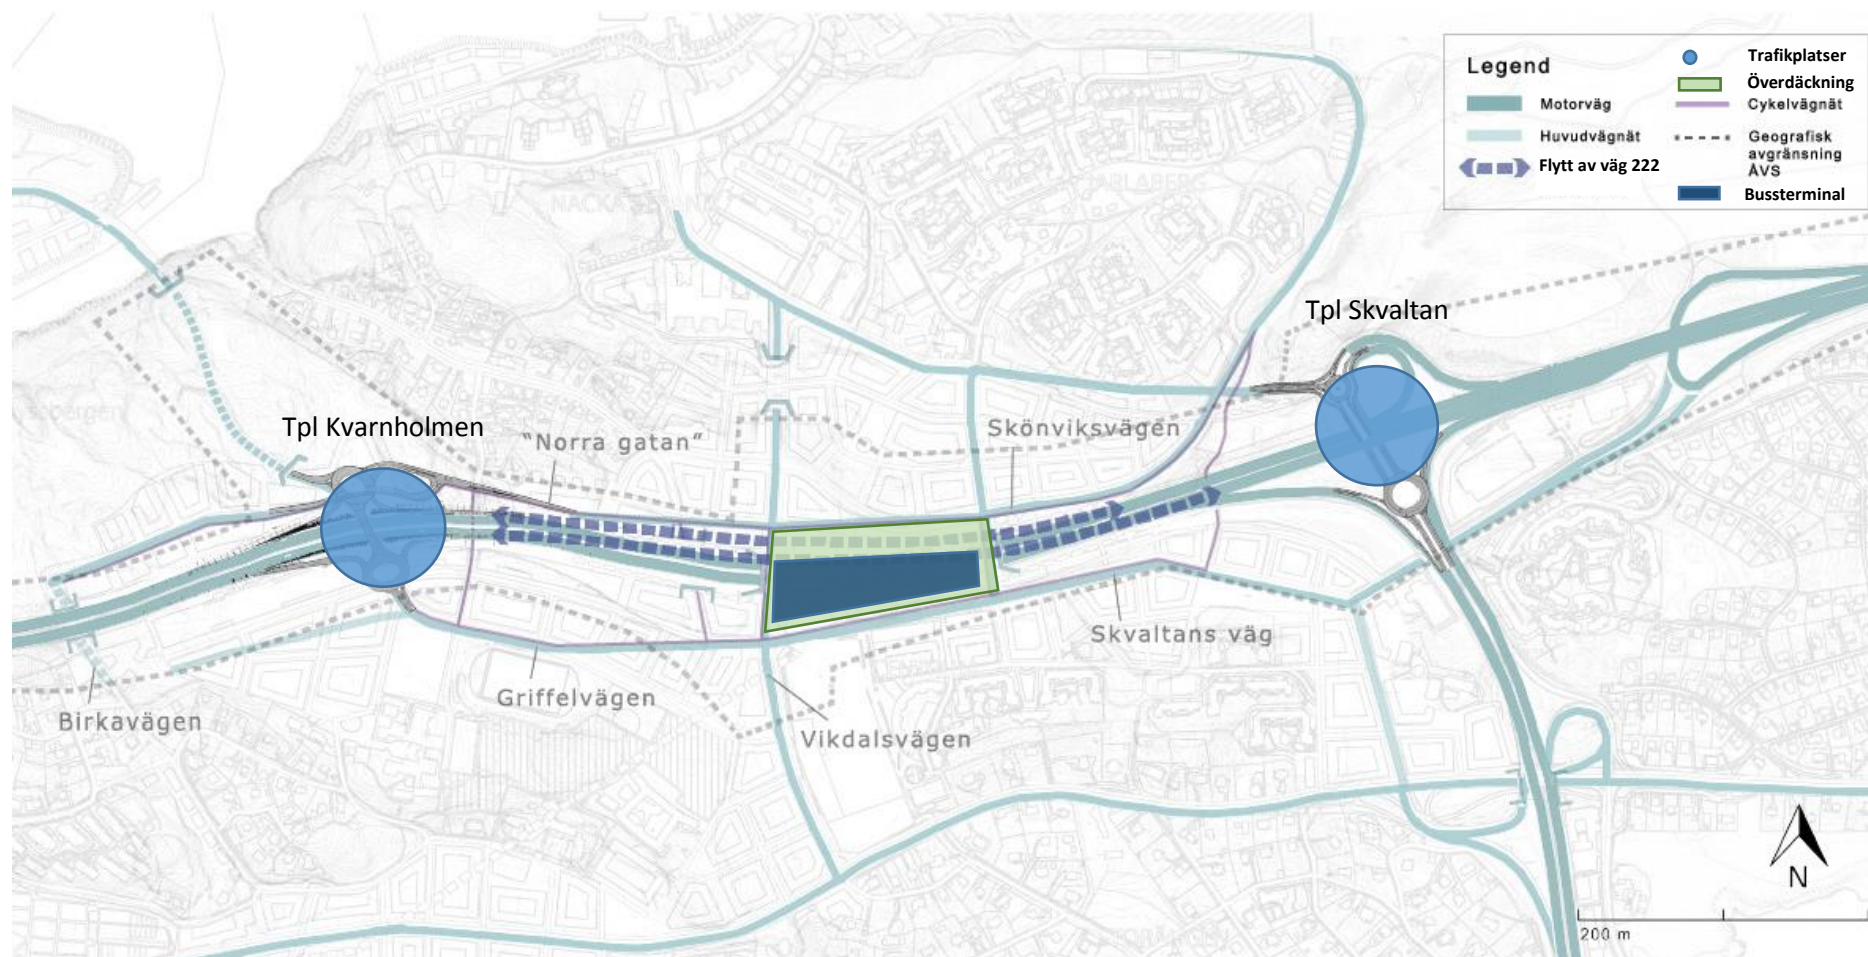 Legend
Motorväg
Huvudvägnät
Flytt av väg 222
Trafikplatser
Överdäckning
Cykelvägnät
Geografisk
avgränsning
ÅVS
Bussterminal
Tpl Skvaltan
Tpl Kvarnholmen
"Norra gatan"
Skönviksvägen
Skvaltans väg
Griffelvägen
Birkavägen
Vikdalsvägen
N
200 m